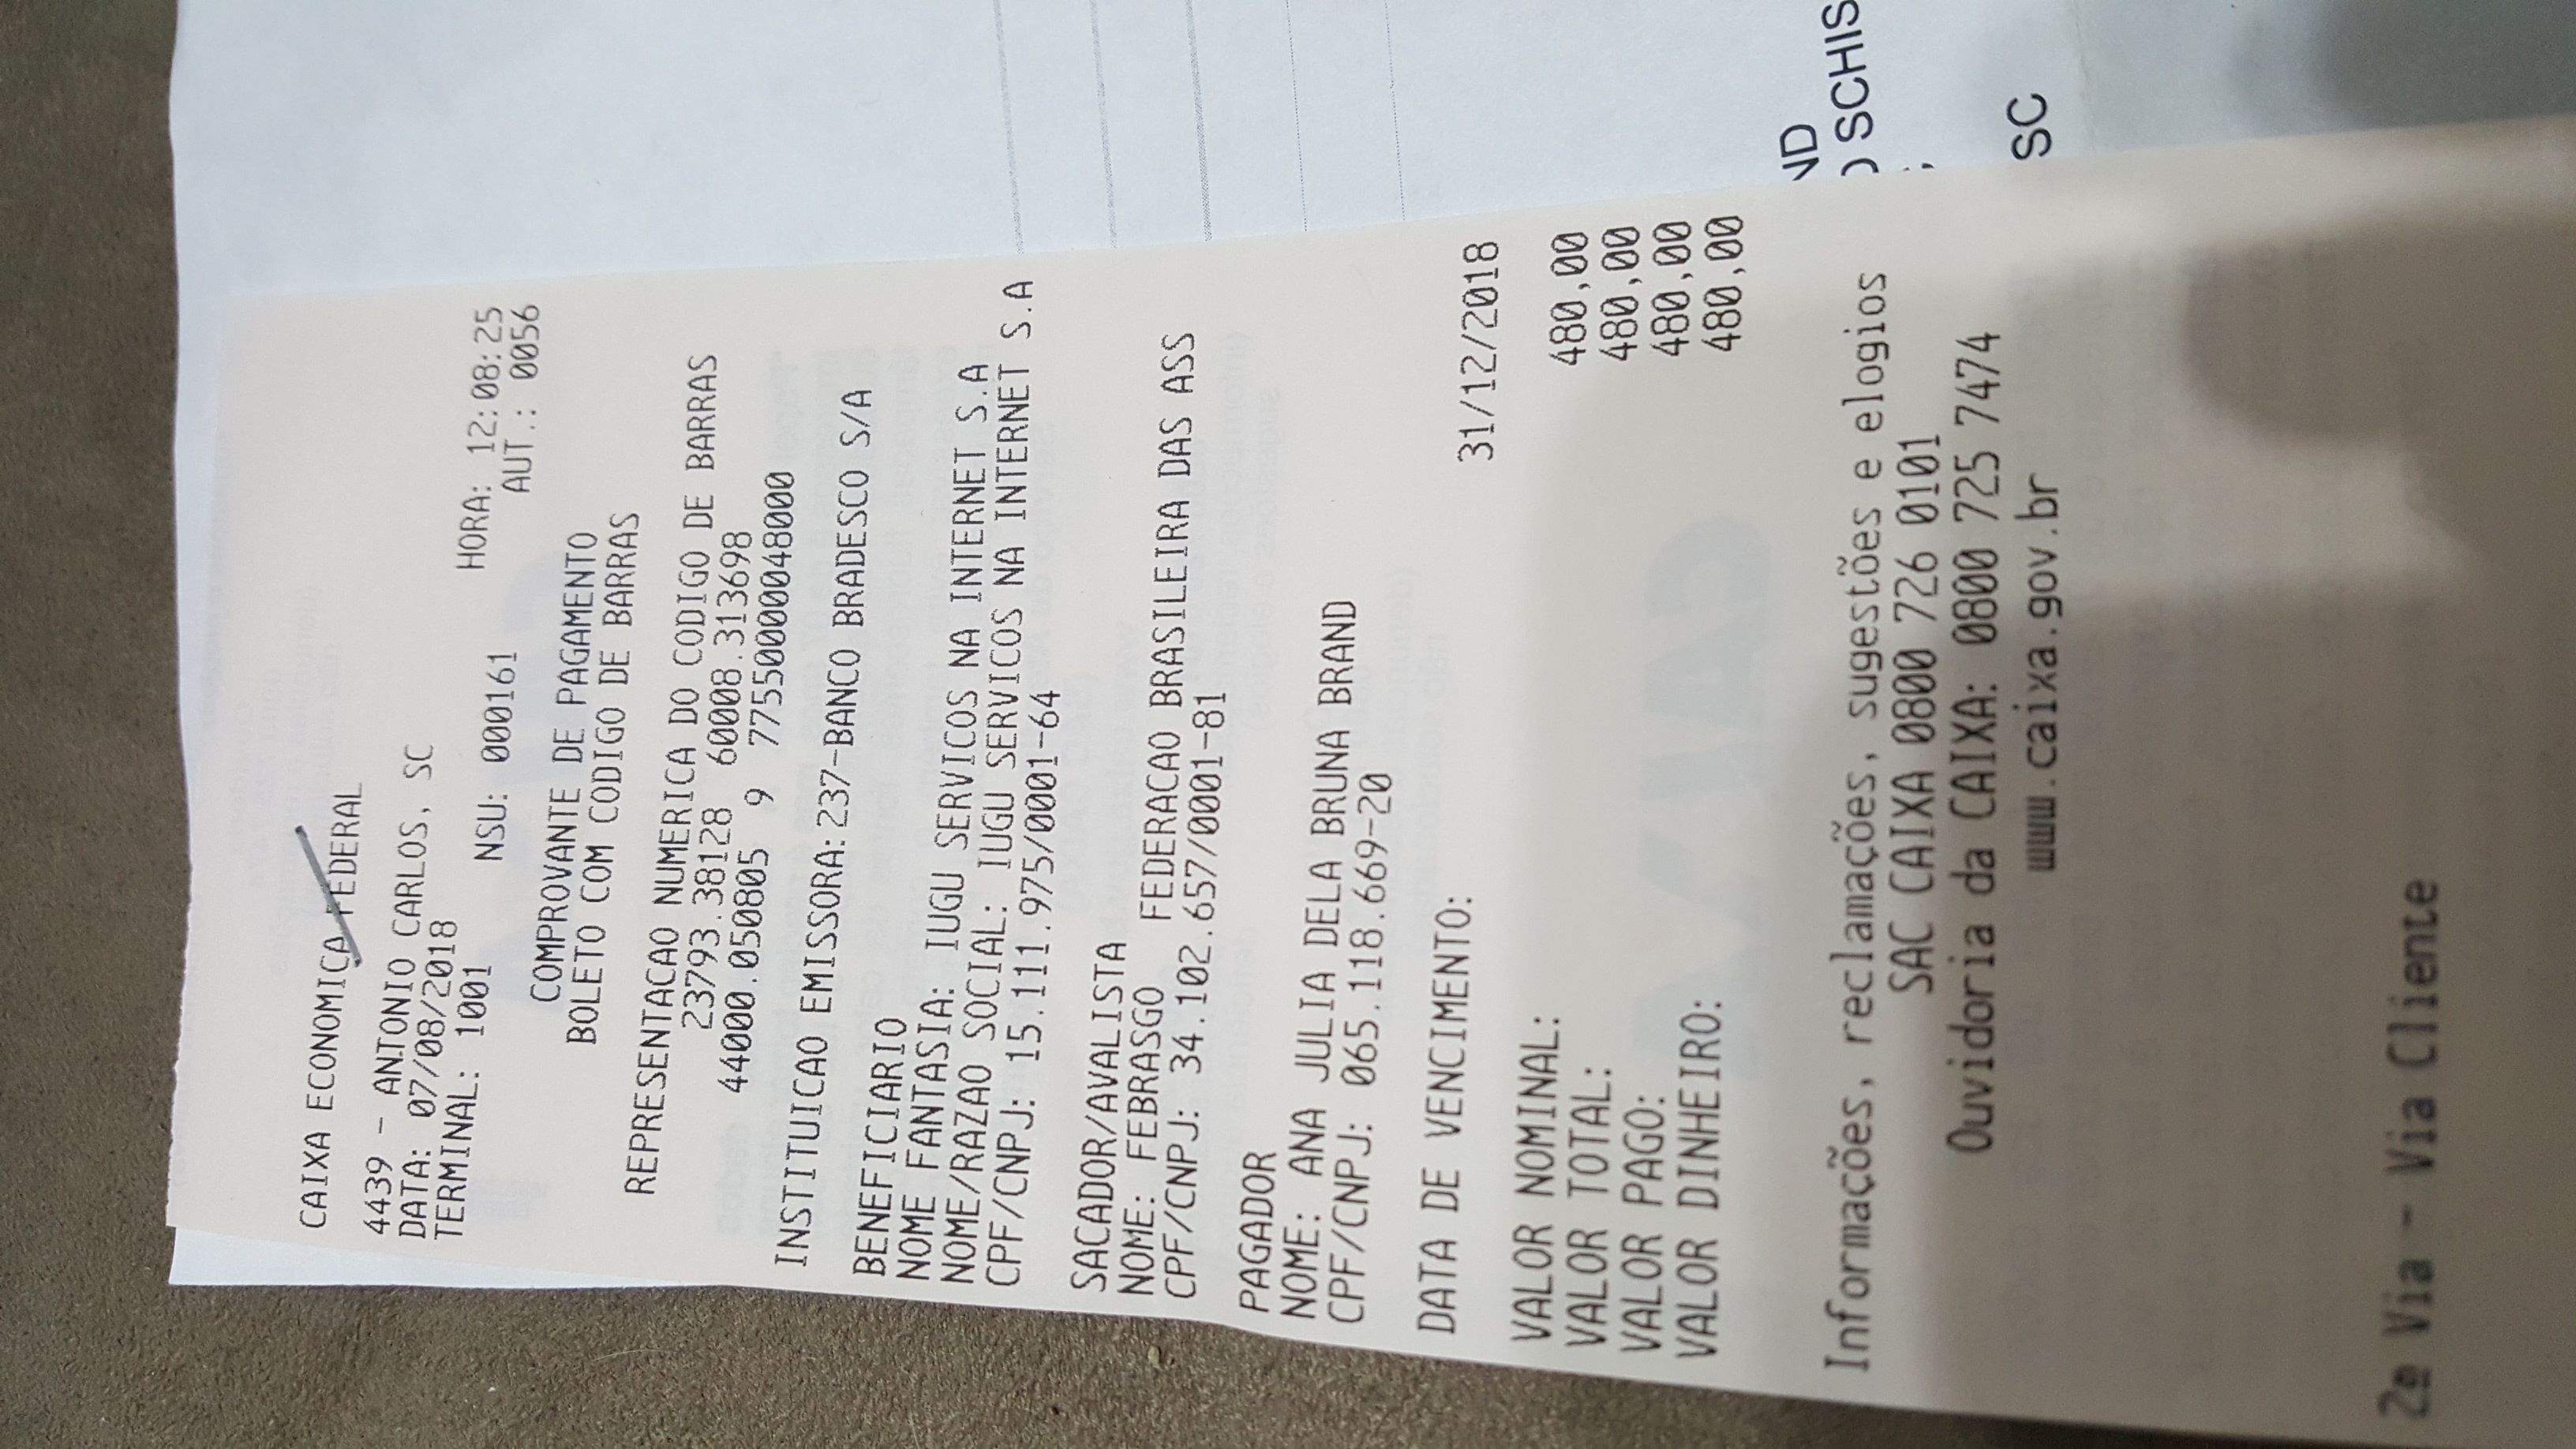 CAIXA ECONOMICA FEDERAL
4439 - ANTONIO CARLOS, SC
DATA: 07/08/2018 HORA: 12:08:25
TERMINAL: 1001 NSU: 000161 AUT.: 0056
COMPROVANTE DE PAGAMENTO
BOLETO COM CODIGO DE BARRAS
REPRESENTACAO NUMERICA DO CODIGO DE BARRAS
23793.38128 60008.313698
44000.050805 9 77550000048000
INSTITUICAO EMISSORA: 237-BANCO BRADESCO S/A
BENEFICIARIO
NOME FANTASIA: IUGU SERVICOS NA INTERNET S.A
NOME/RAZAO SOCIAL: IUGU SERVICOS NA INTERNET S.A
CPF/CNPJ: 15.111.975/0001-64
SACADOR/AVALISTA
NOME: FEBRASGO FEDERACAO BRASILEIRA DAS ASS
CPF/CNPJ: 34.102.657/0001-81
PAGADOR
NOME: ANA JULIA DELA BRUNA BRAND
CPF/CNPJ: 065.118.669-20
DATA DE VENCIMENTO: 31/12/2018
VALOR NOMINAL: 480,00
VALOR TOTAL: 480,00
VALOR PAGO: 480,00
VALOR DINHEIRO: 480,00
Informações, reclamações, sugestões e elogios
SAC CAIXA 0800 726 0101
Ouvidoria da CAIXA: 0800 725 7474
www.caixa.gov.br
2ª Via - Via Cliente
ND
SCHIS
SC